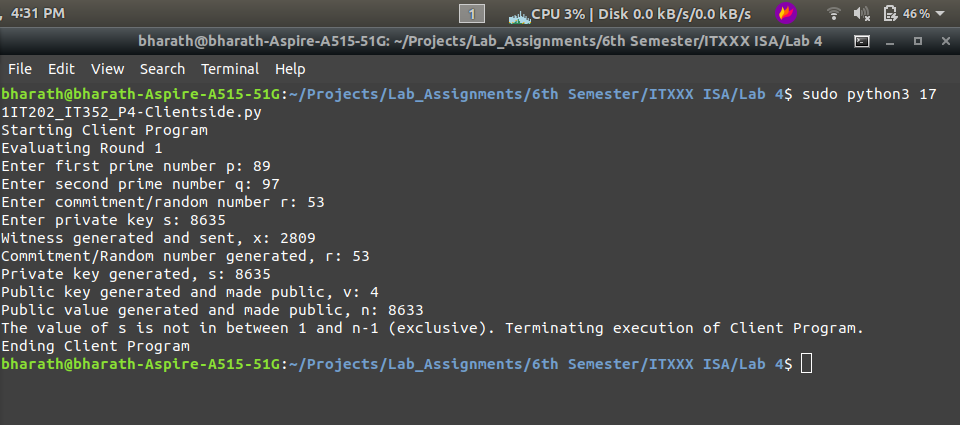 4:31 PM 1 CPU 3% | Disk 0.0 kB/s/0.0 kB/s 46%
bharath@bharath-Aspire-A515-51G: ~/Projects/Lab_Assignments/6th Semester/ITXXX ISA/Lab 4
File Edit View Search Terminal Help
bharath@bharath-Aspire-A515-51G:~/Projects/Lab_Assignments/6th Semester/ITXXX ISA/Lab 4$ sudo python3 17
1IT202_IT352_P4-Clientside.py
Starting Client Program
Evaluating Round 1
Enter first prime number p: 89
Enter second prime number q: 97
Enter commitment/random number r: 53
Enter private key s: 8635
Witness generated and sent, x: 2809
Commitment/Random number generated, r: 53
Private key generated, s: 8635
Public key generated and made public, v: 4
Public value generated and made public, n: 8633
The value of s is not in between 1 and n-1 (exclusive). Terminating execution of Client Program.
Ending Client Program
bharath@bharath-Aspire-A515-51G:~/Projects/Lab_Assignments/6th Semester/ITXXX ISA/Lab 4$